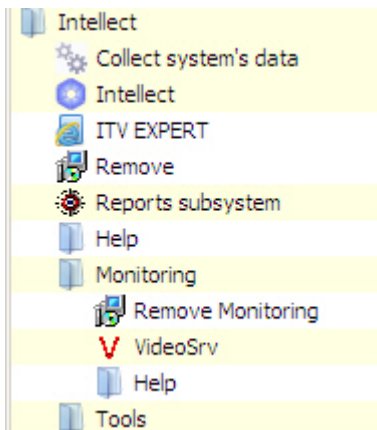 Intellect
Collect system's data
Intellect
ITV EXPERT
Remove
Reports subsystem
Help
Monitoring
Remove Monitoring
V VideoSrv
Help
Tools